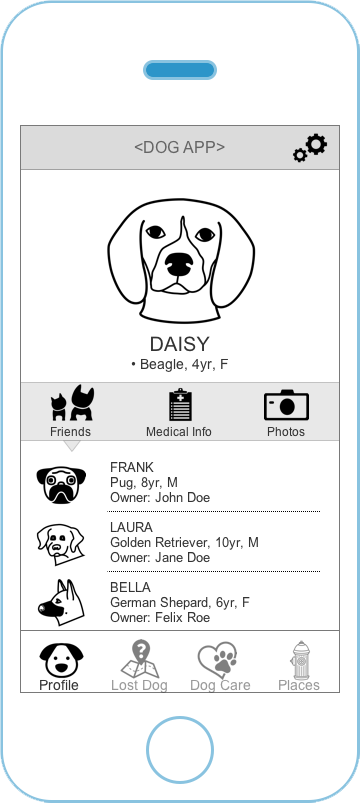 <DOG APP>
DAISY
• Beagle, 4yr, F
Friends
Medical Info
Photos
FRANK
Pug, 8yr, M
Owner: John Doe
LAURA
Golden Retriever, 10yr, M
Owner: Jane Doe
BELLA
German Shepard, 6yr, F
Owner: Felix Roe
?
Profile
Lost Dog
Dog Care
Places